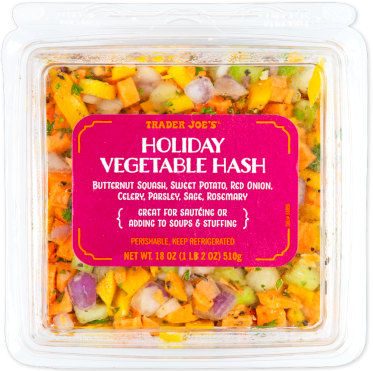 TRADER JOE'S™
HOLIDAY
VEGETABLE HASH
BUTTERNUT SQUASH, SWEET POTATO, RED ONION,
CELERY, PARSLEY, SAGE, ROSEMARY
GREAT FOR SAUTÉING OR
ADDING TO SOUPS & STUFFING
PERISHABLE, KEEP REFRIGERATED
NET WT. 18 OZ (1 LB 2 OZ) 510g